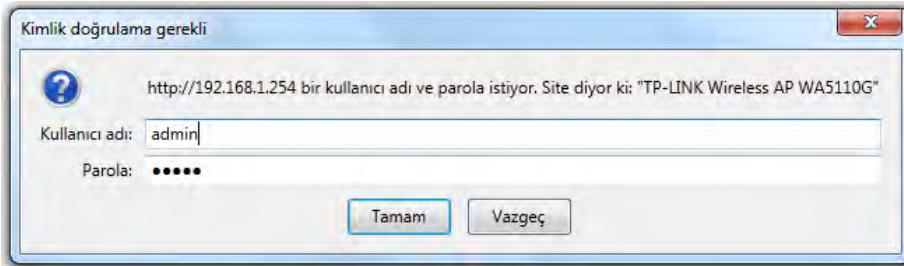 Kimlik doğrulama gerekli
http://192.168.1.254 bir kullanıcı adı ve parola istiyor. Site diyor ki: "TP-LINK Wireless AP WA5110G"
Kullanıcı adı: admin
Parola: •••••
Tamam Vazgeç